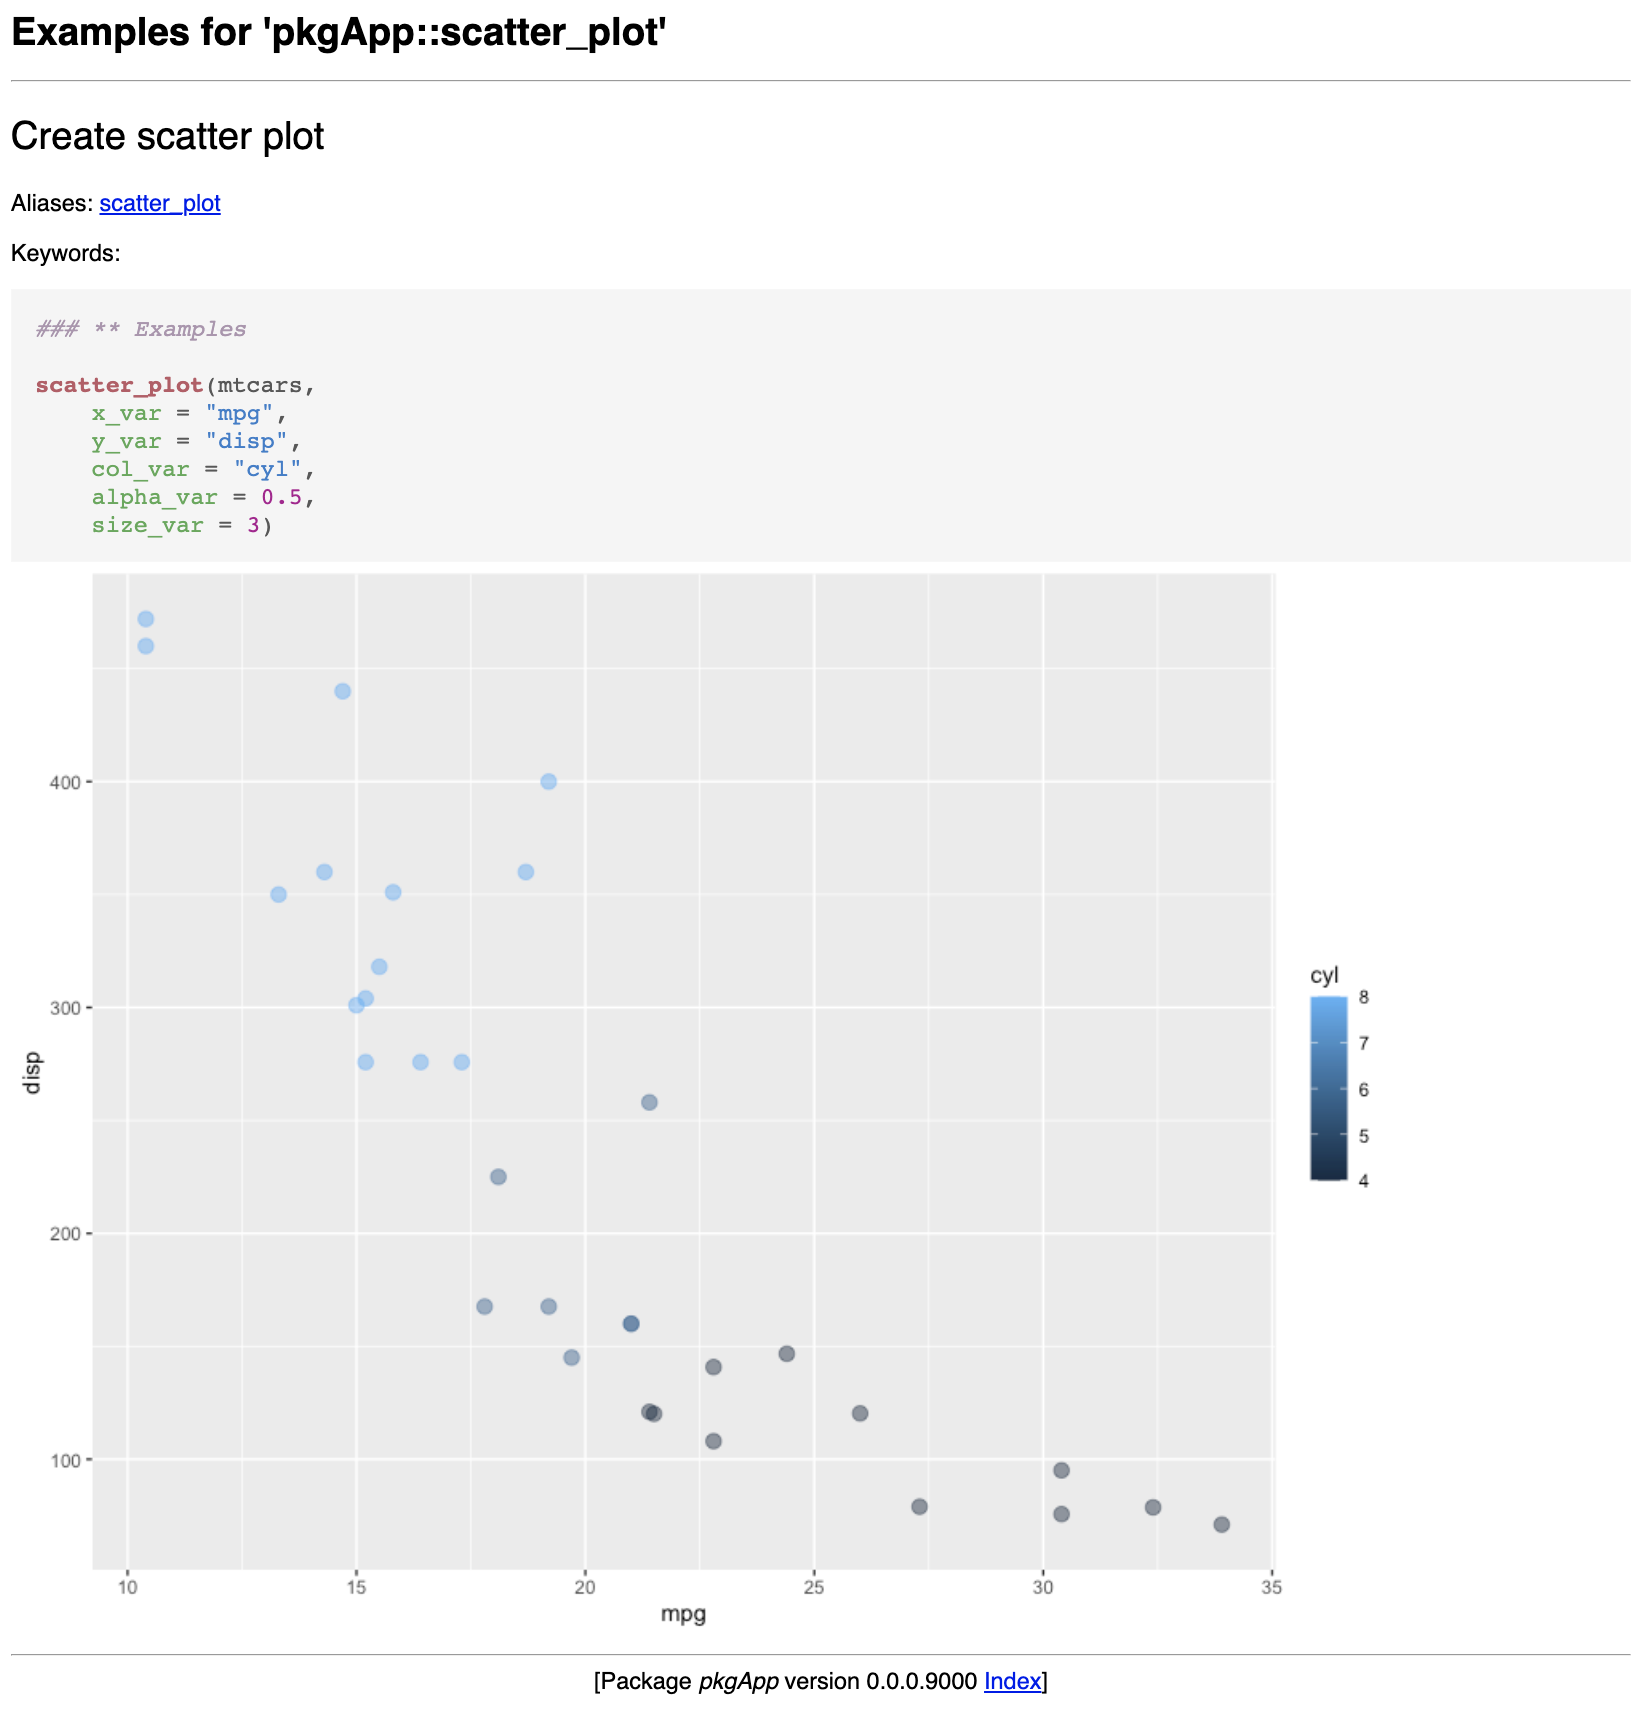 Examples for 'pkgApp::scatter_plot'
Create scatter plot
Aliases: scatter_plot
Keywords:
### ** Examples
scatter_plot(mtcars,
    x_var = "mpg",
    y_var = "disp",
    col_var = "cyl",
    alpha_var = 0.5,
    size_var = 3)
400
300
200
100
disp
10 15 20 25 30 35
mpg
cyl
8
7
6
5
4
[Package pkgApp version 0.0.0.9000 Index]